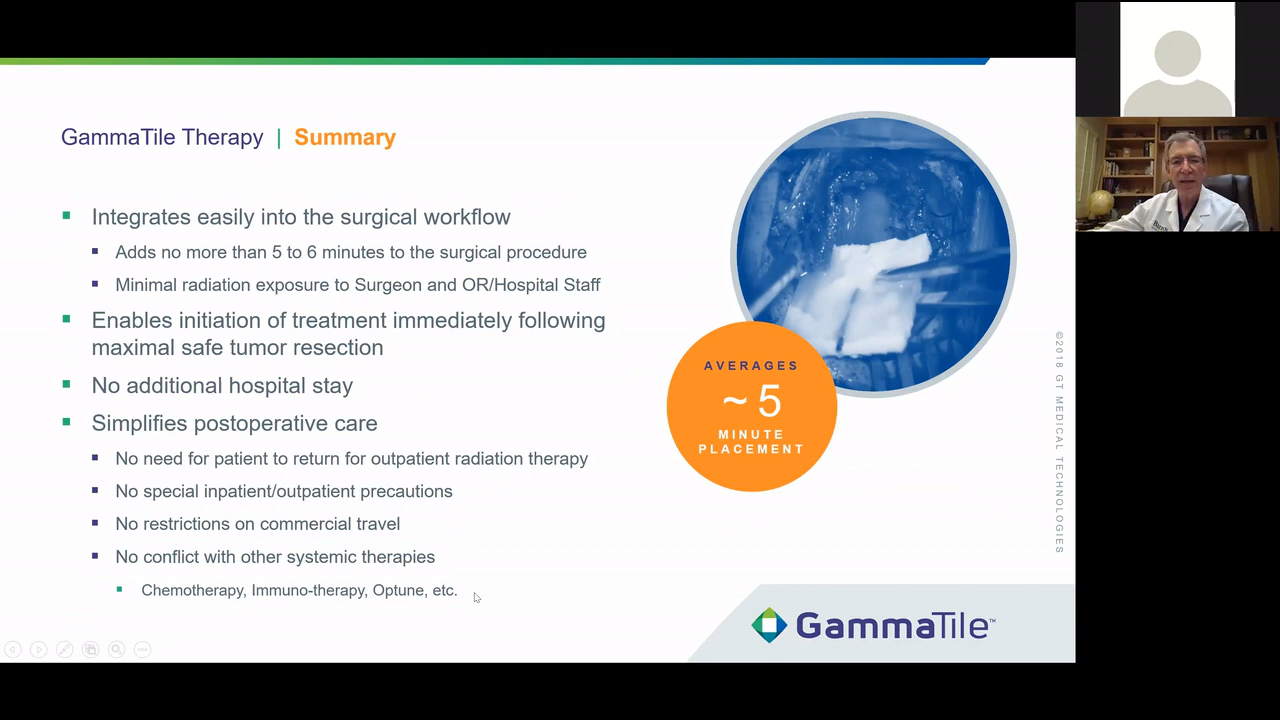 GammaTile Therapy | Summary
Integrates easily into the surgical workflow
Adds no more than 5 to 6 minutes to the surgical procedure
Minimal radiation exposure to Surgeon and OR/Hospital Staff
Enables initiation of treatment immediately following
maximal safe tumor resection
No additional hospital stay
Simplifies postoperative care
No need for patient to return for outpatient radiation therapy
No special inpatient/outpatient precautions
No restrictions on commercial travel
No conflict with other systemic therapies
Chemotherapy, Immuno-therapy, Optune, etc.
AVERAGES
~ 5
MINUTE
PLACEMENT
©2018 GT MEDICAL TECHNOLOGIES
GammaTile™